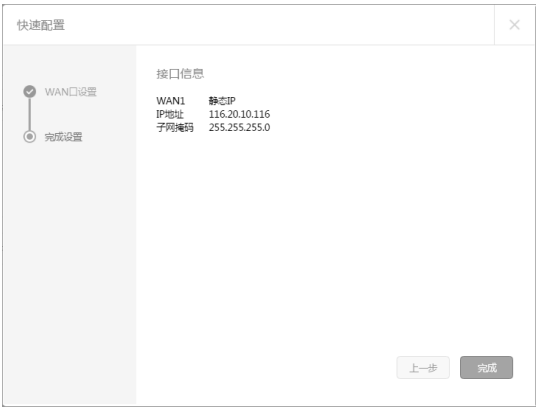 快速配置
接口信息
WAN口设置
WAN1 静态IP
IP地址 116.20.10.116
子网掩码 255.255.255.0
完成设置
上一步 完成